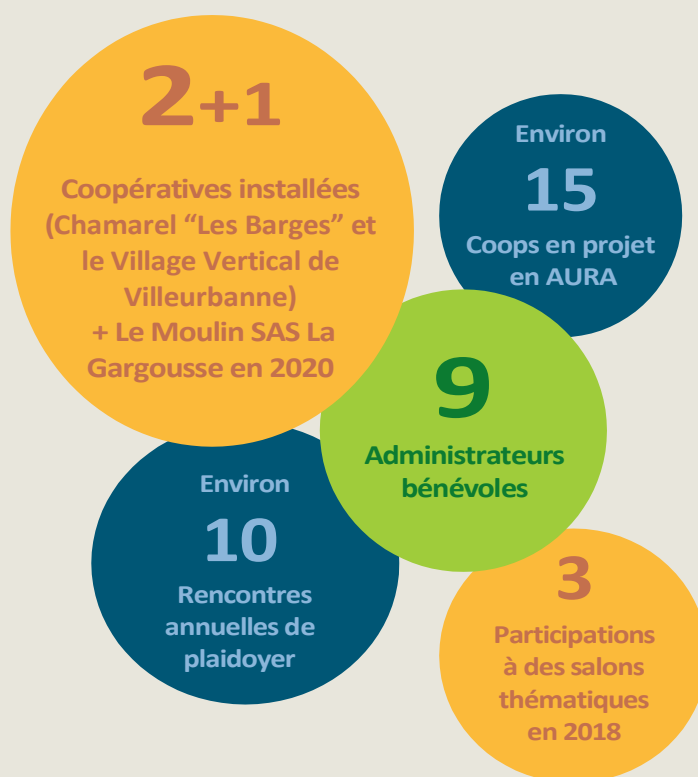 2+1
Coopératives installées
(Chamarel “Les Barges” et
le Village Vertical de
Villeurbanne)
+ Le Moulin SAS La
Gargousse en 2020
Environ
15
Coops en projet
en AURA
9
Administrateurs
bénévoles
Environ
10
Rencontres
annuelles de
plaidoyer
3
Participations
à des salons
thématiques
en 2018